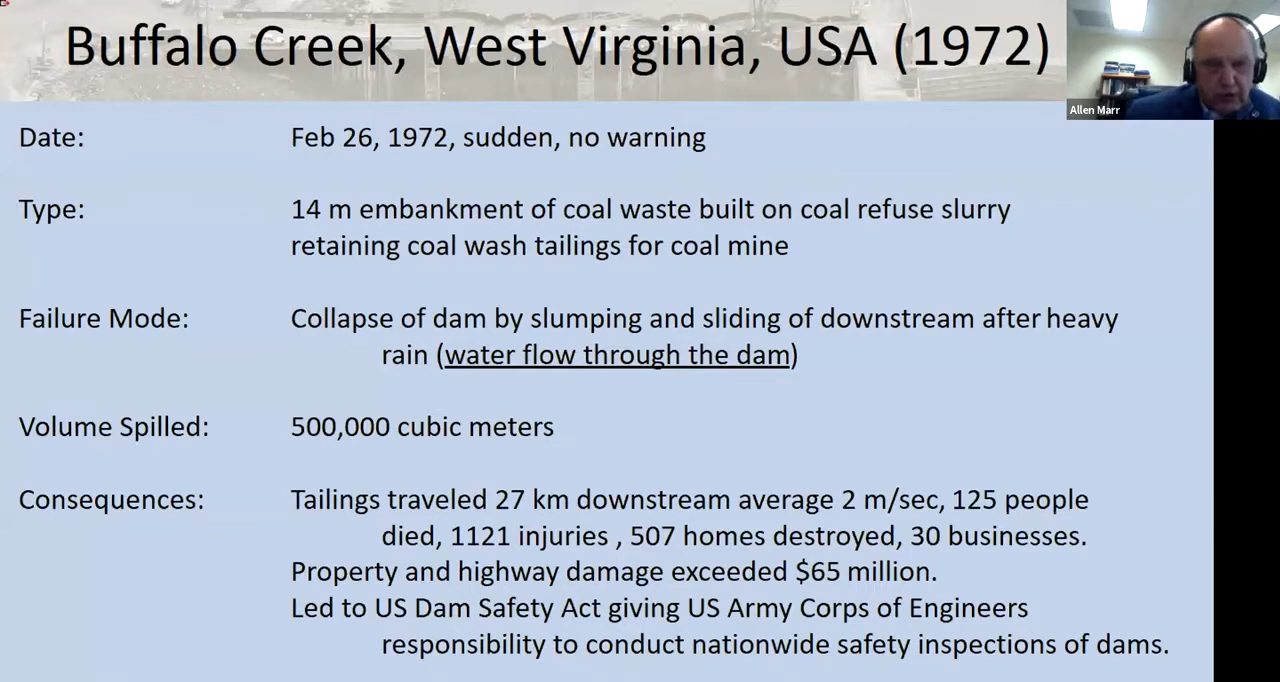 Buffalo Creek, West Virginia, USA (1972)
Allen Marr
Date: Feb 26, 1972, sudden, no warning
Type: 14 m embankment of coal waste built on coal refuse slurry
retaining coal wash tailings for coal mine
Failure Mode: Collapse of dam by slumping and sliding of downstream after heavy
rain (water flow through the dam)
Volume Spilled: 500,000 cubic meters
Consequences: Tailings traveled 27 km downstream average 2 m/sec, 125 people
died, 1121 injuries , 507 homes destroyed, 30 businesses.
Property and highway damage exceeded $65 million.
Led to US Dam Safety Act giving US Army Corps of Engineers
responsibility to conduct nationwide safety inspections of dams.